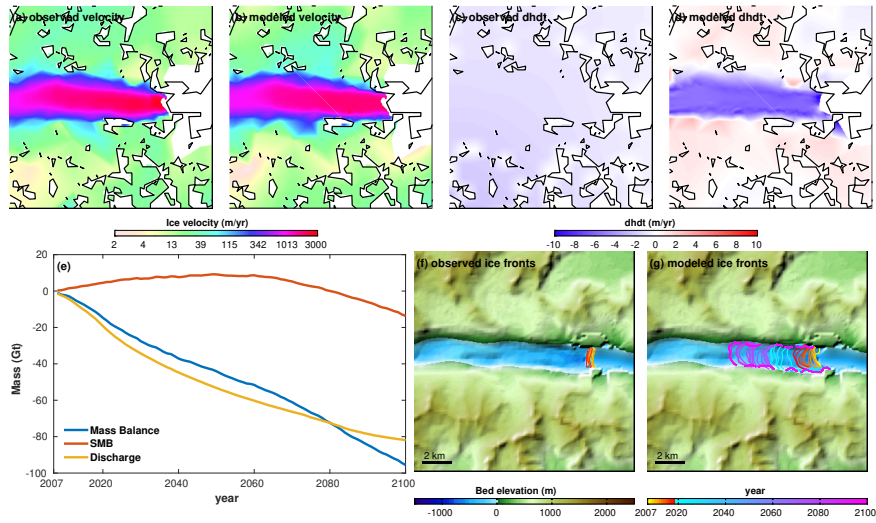 (a) observed velocity
(b) modeled velocity
(c) observed dhdt
(d) modeled dhdt
Ice velocity (m/yr)
2 4 13 39 115 342 1013 3000
dhdt (m/yr)
-10 -8 -6 -4 -2 0 2 4 6 8 10
(e)
20
0
-20
-40
-60
-80
-100
Mass (Gt)
Mass Balance
SMB
Discharge
2007 2020 2040 2060 2080 2100
year
(f) observed ice fronts
2 km
(g) modeled ice fronts
2 km
Bed elevation (m)
-1000 0 1000 2000
year
2007 2020 2040 2060 2080 2100